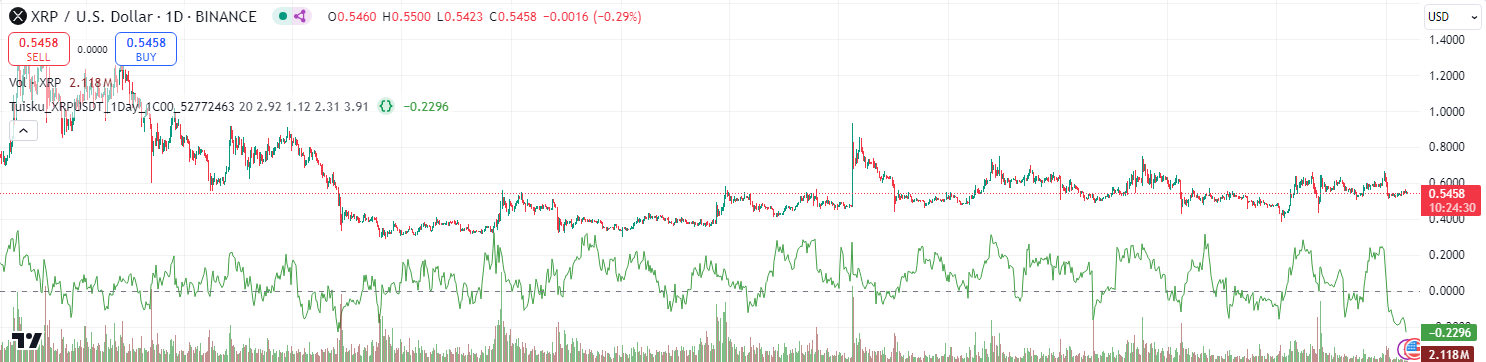 XRP / U.S. Dollar · 1D · BINANCE O0.5460 H0.5500 L0.5423 C0.5458 −0.0016 (−0.29%)
USD
0.5458 SELL 0.0000 0.5458 BUY
Vol · XRP 2.118M
Tuisku_XRPUSDT_1Day_1C00_52772463 20 2.92 1.12 2.31 3.91 {} −0.2296
1.4000
1.2000
1.0000
0.8000
0.6000
0.5458
10:24:30
0.4000
0.2000
0.0000
−0.2296
2.118M